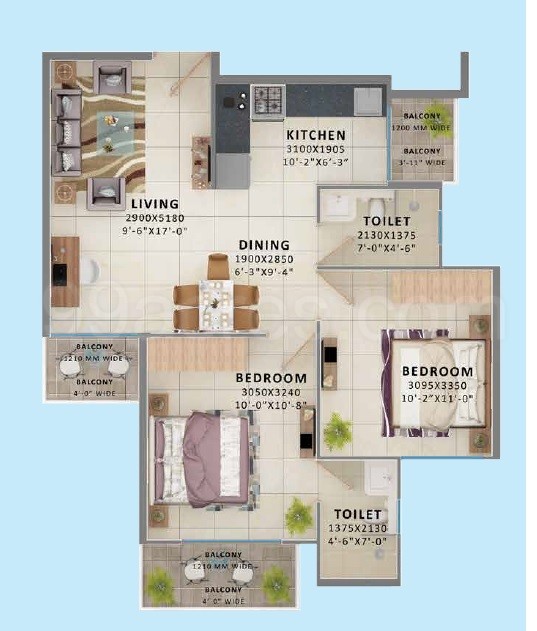 BALCONY
1200 MM WIDE
BALCONY
3'-11" WIDE
KITCHEN
3100X1905
10'-2"X6'-3"
LIVING
2900X5180
9'-6"X17'-0"
TOILET
2130X1375
7'-0"X4'-6"
DINING
1900X2850
6'-3"X9'-4"
BALCONY
1210 MM WIDE
BALCONY
4'-0" WIDE
BEDROOM
3050X3240
10'-0"X10'-8"
BEDROOM
3095X3350
10'-2"X11'-0"
TOILET
1375X2130
4'-6"X7'-0"
BALCONY
1210 MM WIDE
BALCONY
4'-0" WIDE